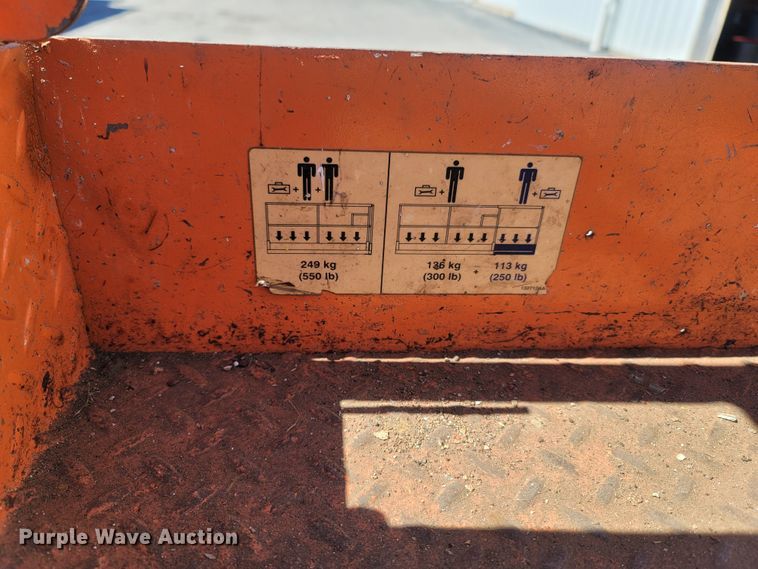 249 kg
(550 lb)
136 kg
(300 lb)
+
113 kg
(250 lb)
Purple Wave Auction